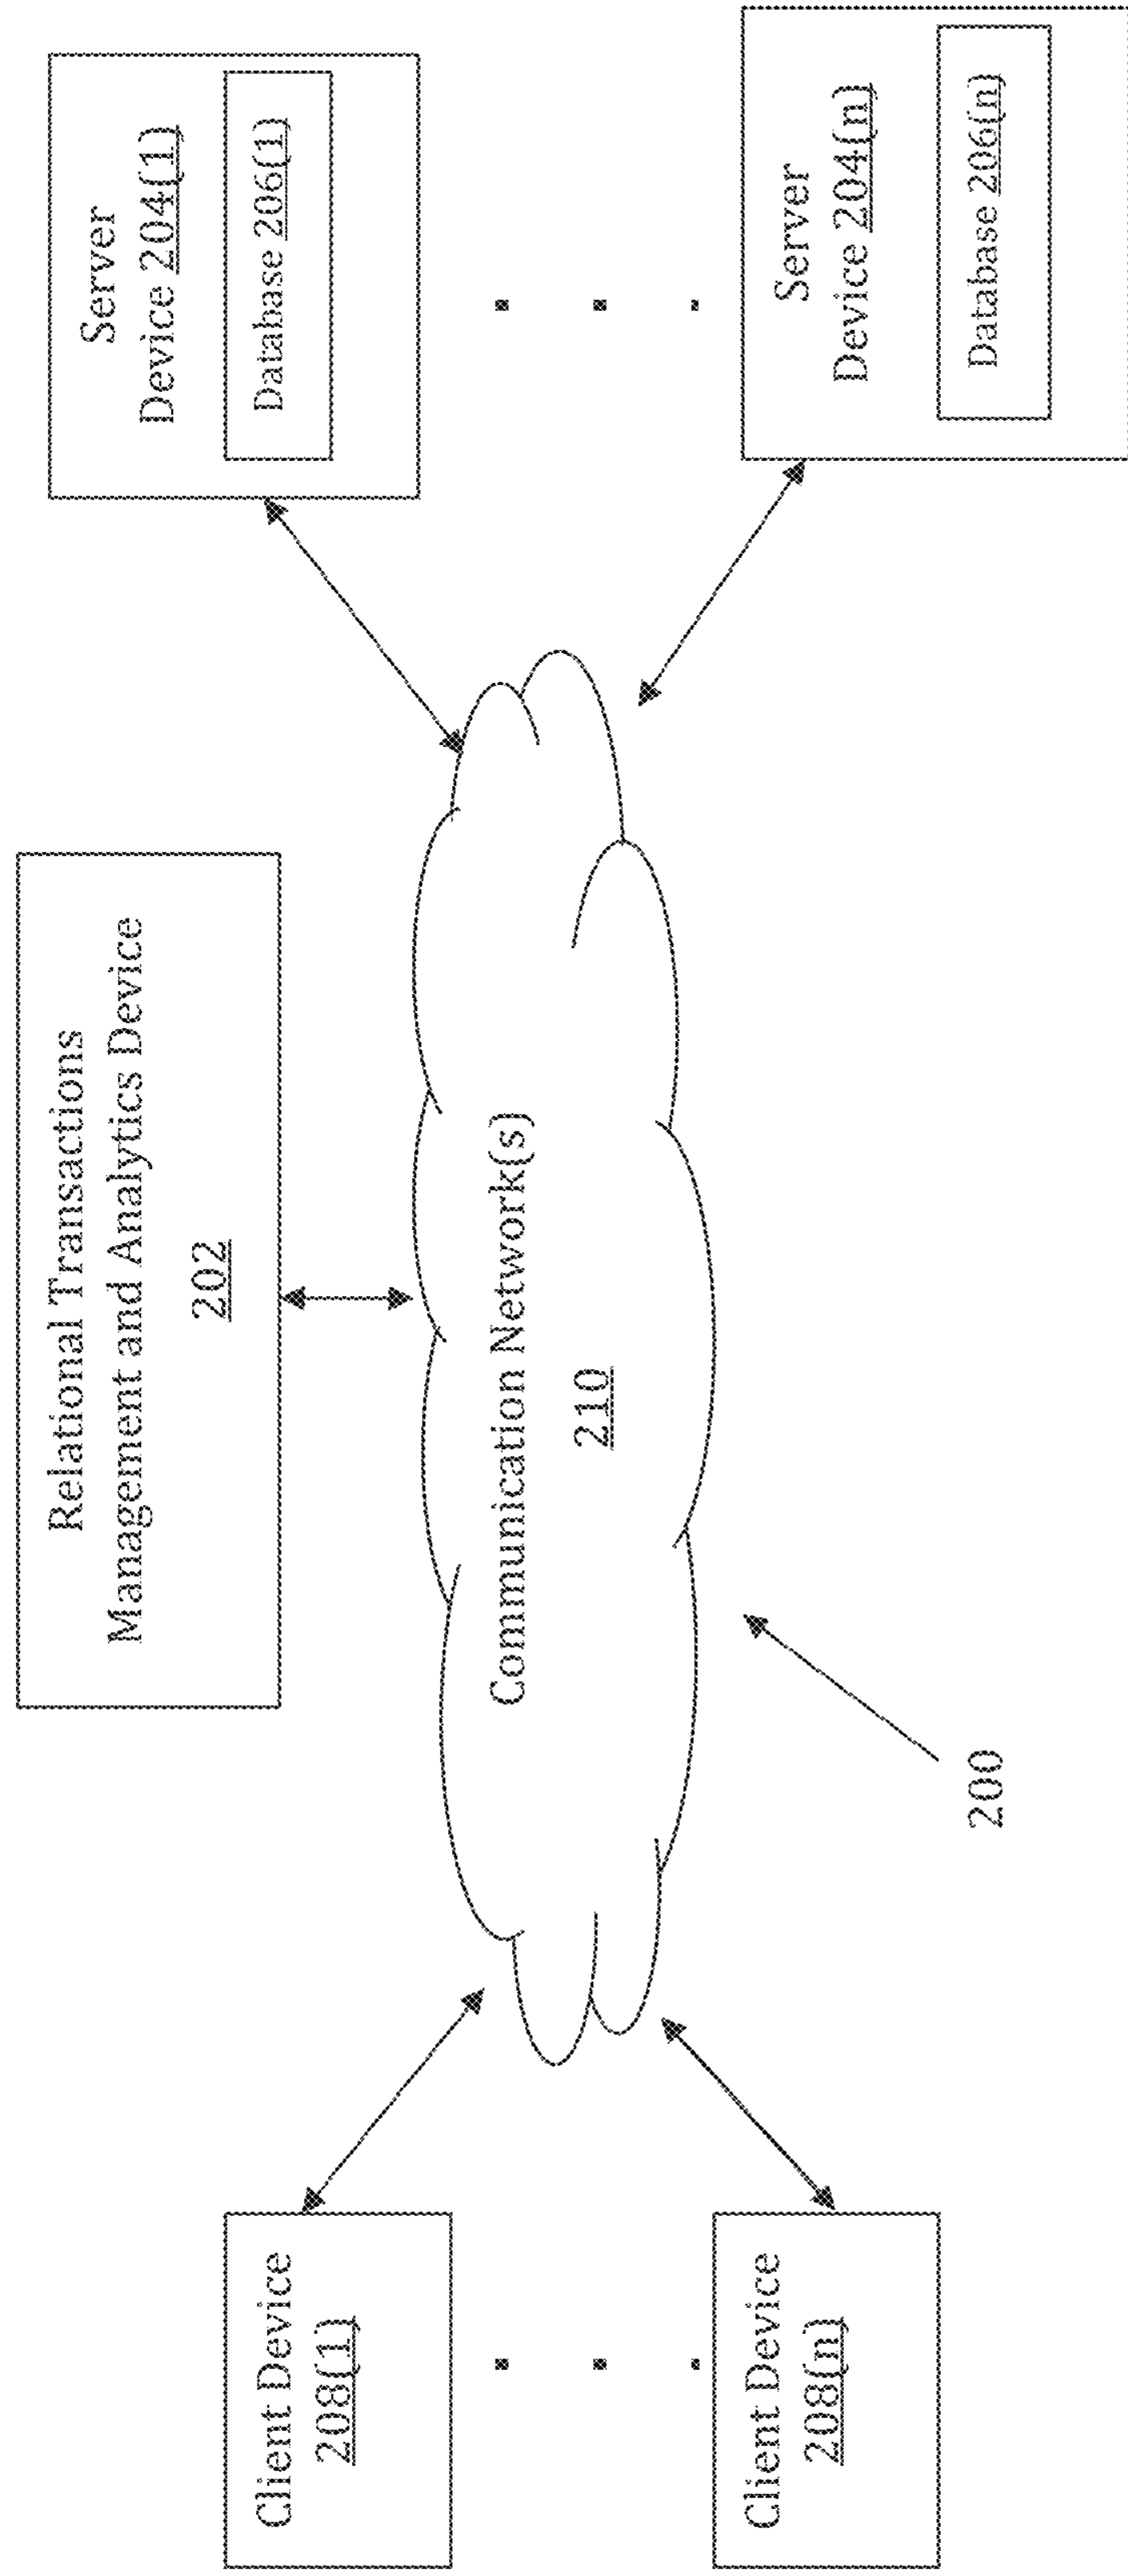 Relational Transactions
Management and Analytics Device
202
Server
Device 204(1)
Database 206(1)
Communication Network(s)
210
Client Device
208(1)
Client Device
208(n)
200
Server
Device 204(n)
Database 206(n)